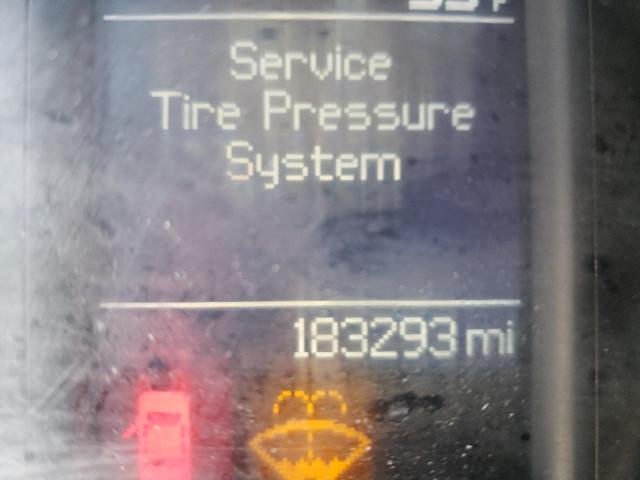 Service
Tire Pressure
System
183293 mi